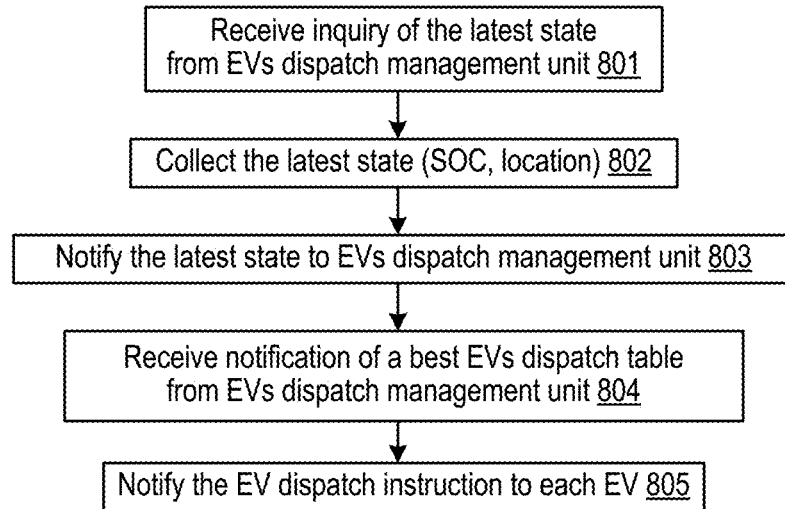 Receive inquiry of the latest state
from EVs dispatch management unit 801
Collect the latest state (SOC, location) 802
Notify the latest state to EVs dispatch management unit 803
Receive notification of a best EVs dispatch table
from EVs dispatch management unit 804
Notify the EV dispatch instruction to each EV 805